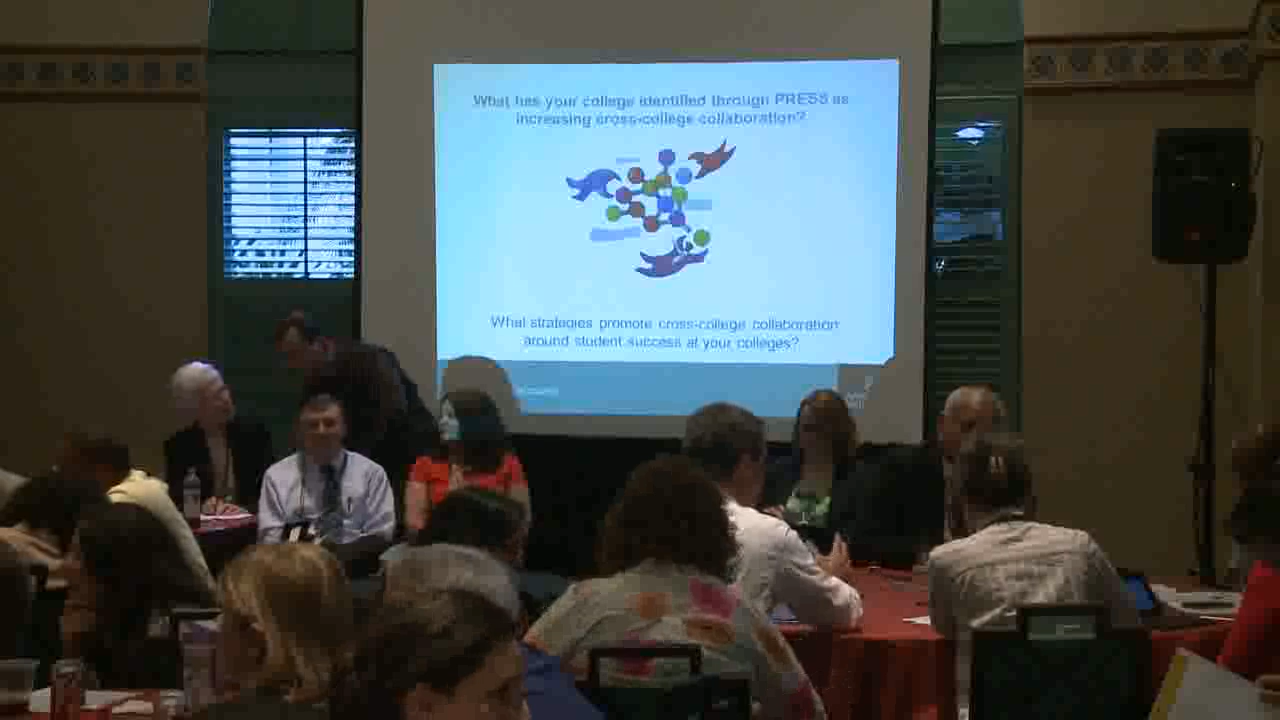 What has your college identified through PRESS as
increasing cross-college collaboration?
What strategies promote cross-college collaboration
around student success at your colleges?